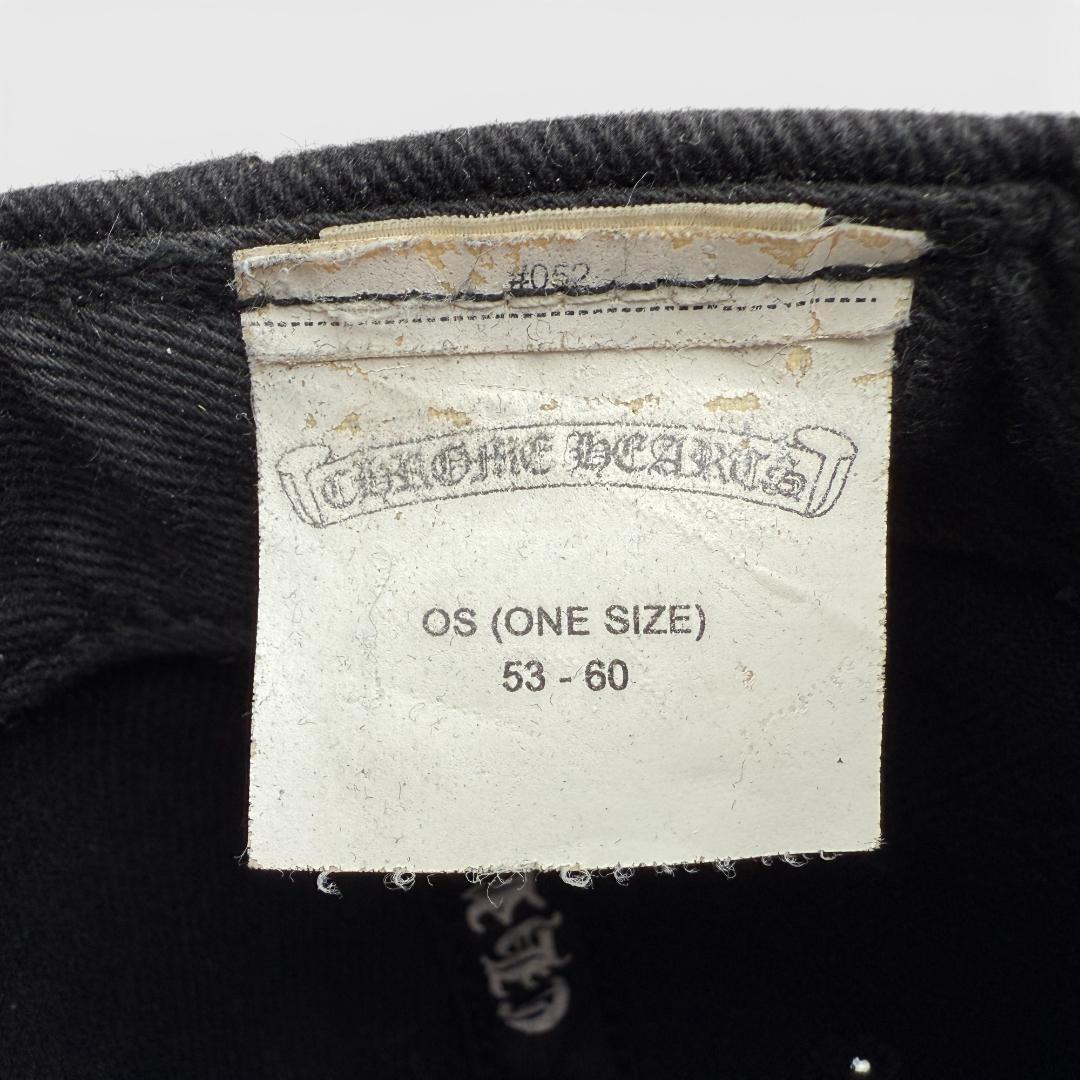 #052
CHROME HEARTS
OS (ONE SIZE)
53 - 60